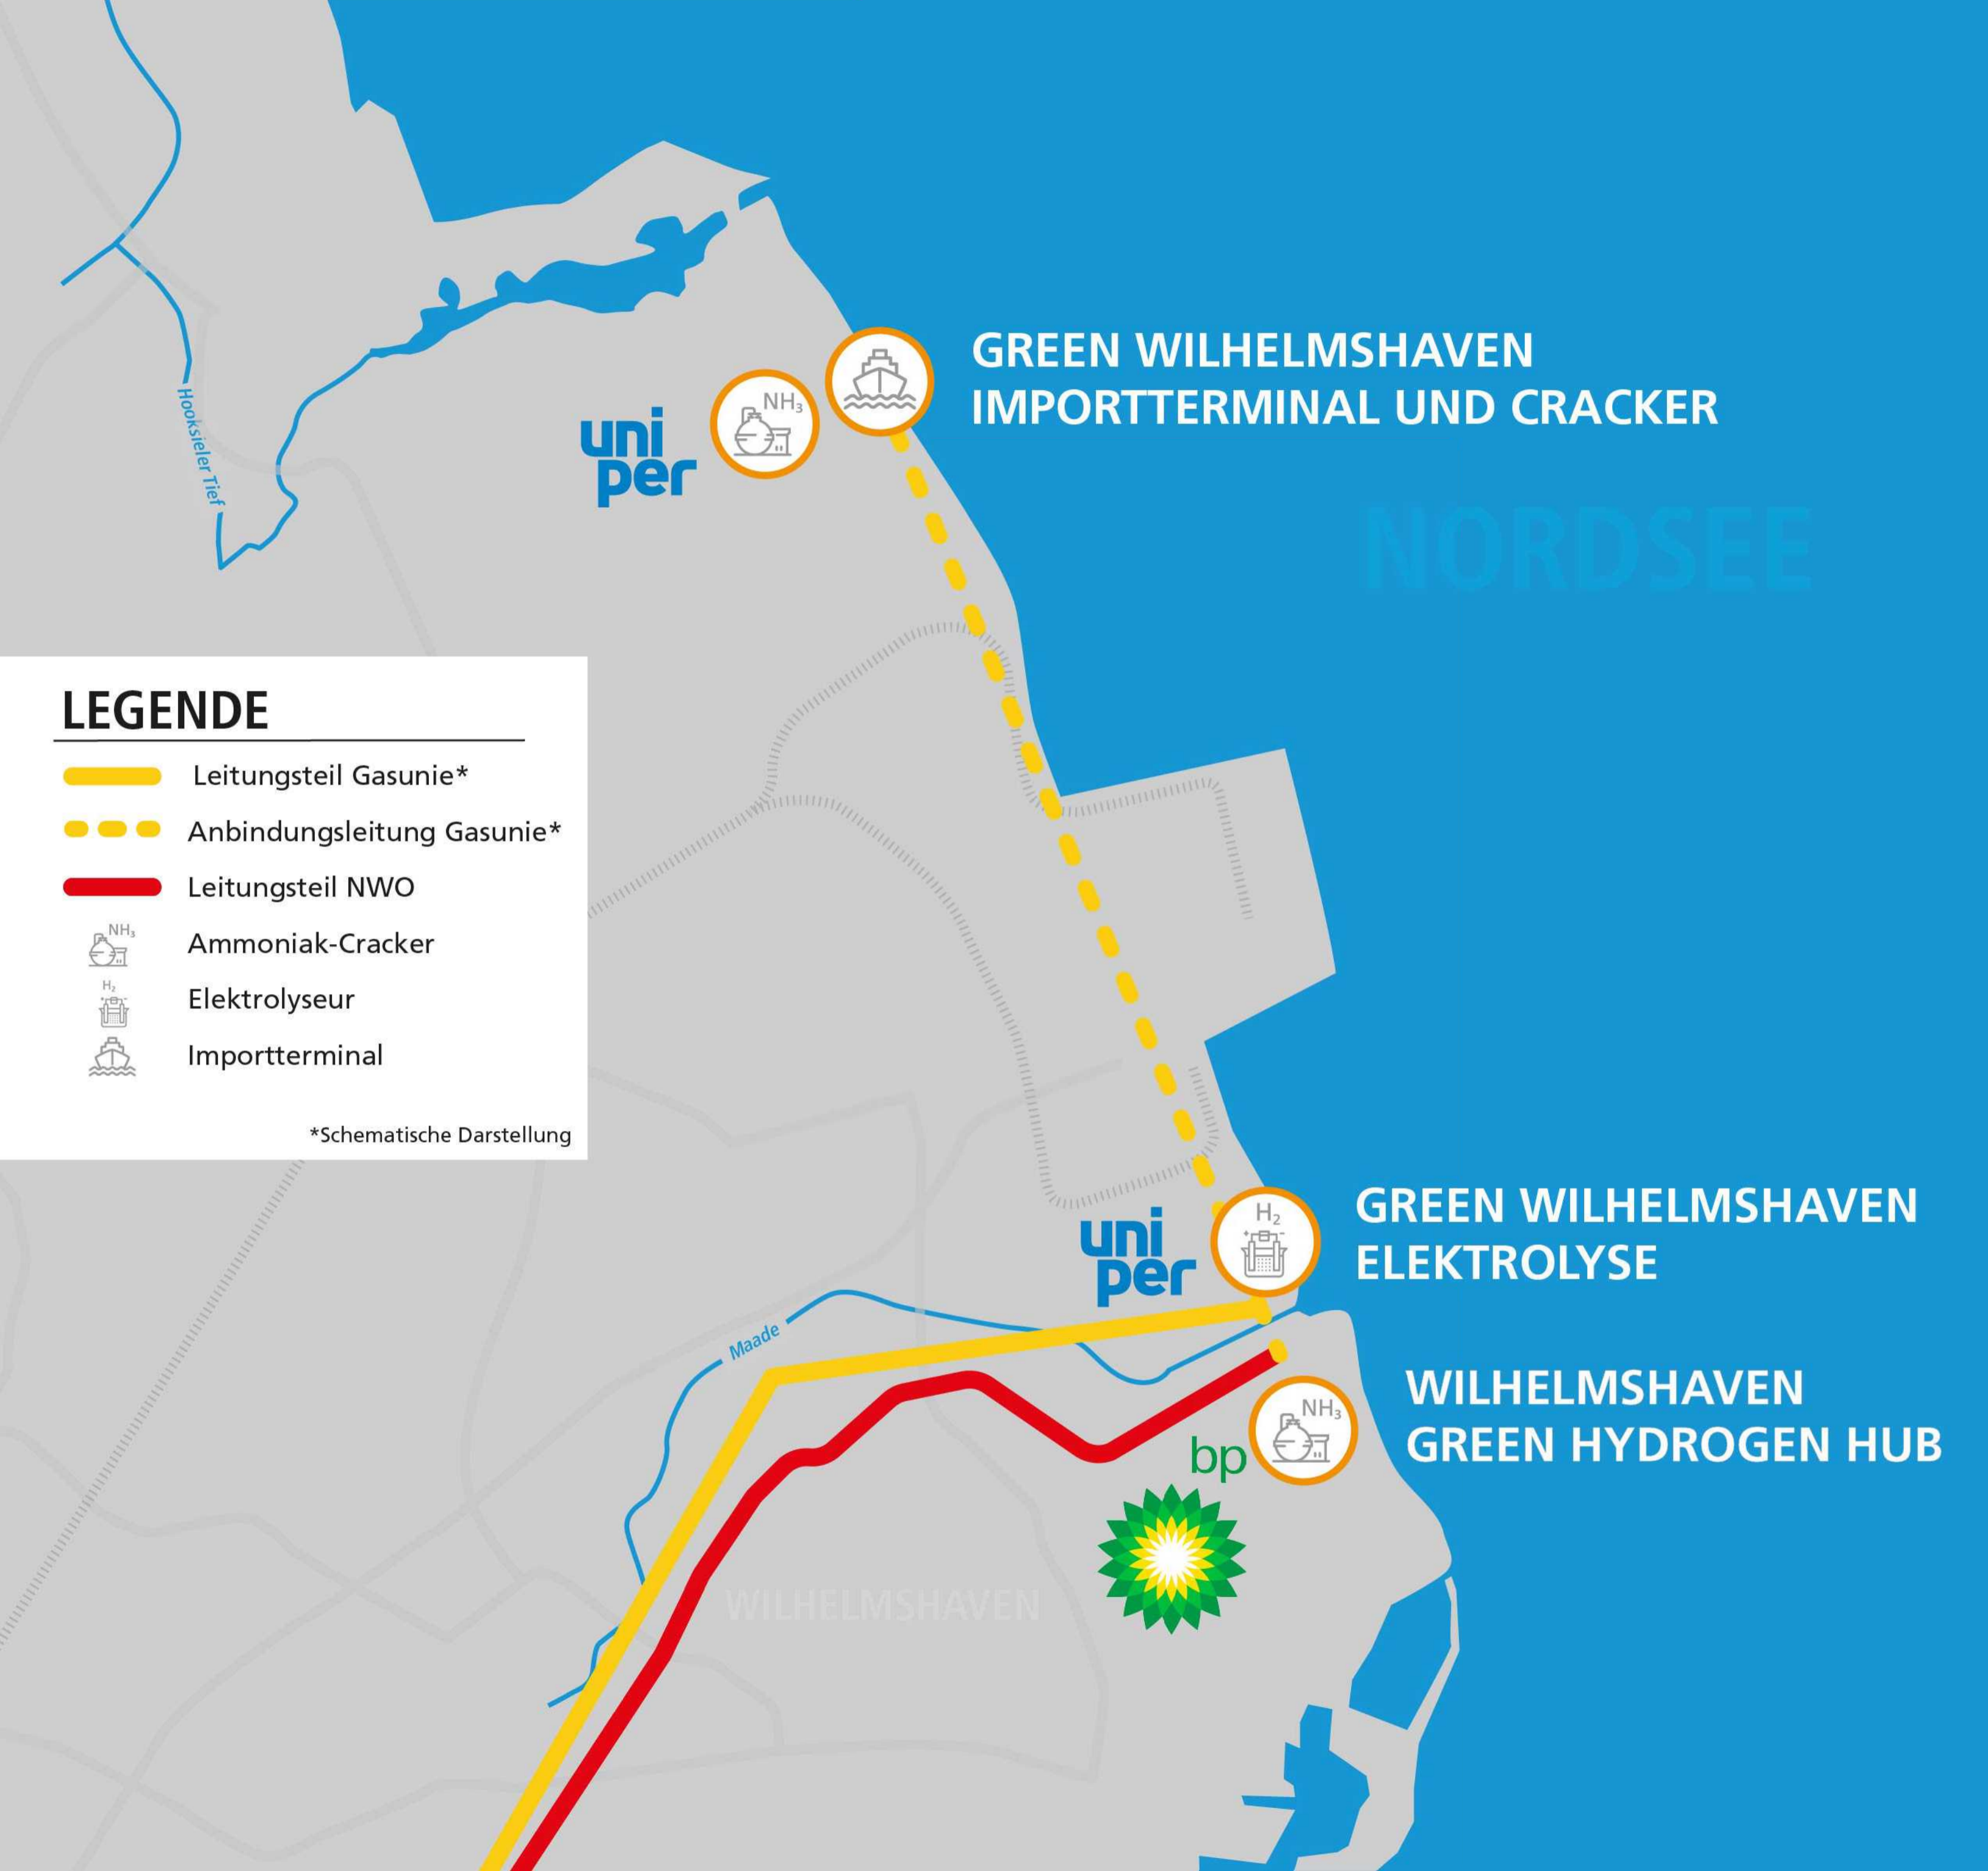 GREEN WILHELMSHAVEN
IMPORTTERMINAL UND CRACKER
NH₃
uni
per
Hooksieler Tief
NORDSEE
LEGENDE
Leitungsteil Gasunie*
Anbindungsleitung Gasunie*
Leitungsteil NWO
NH₃
Ammoniak-Cracker
H₂
Elektrolyseur
Importterminal
*Schematische Darstellung
GREEN WILHELMSHAVEN
ELEKTROLYSE
H₂
uni
per
Maade
WILHELMSHAVEN
GREEN HYDROGEN HUB
NH₃
bp
WILHELMSHAVEN